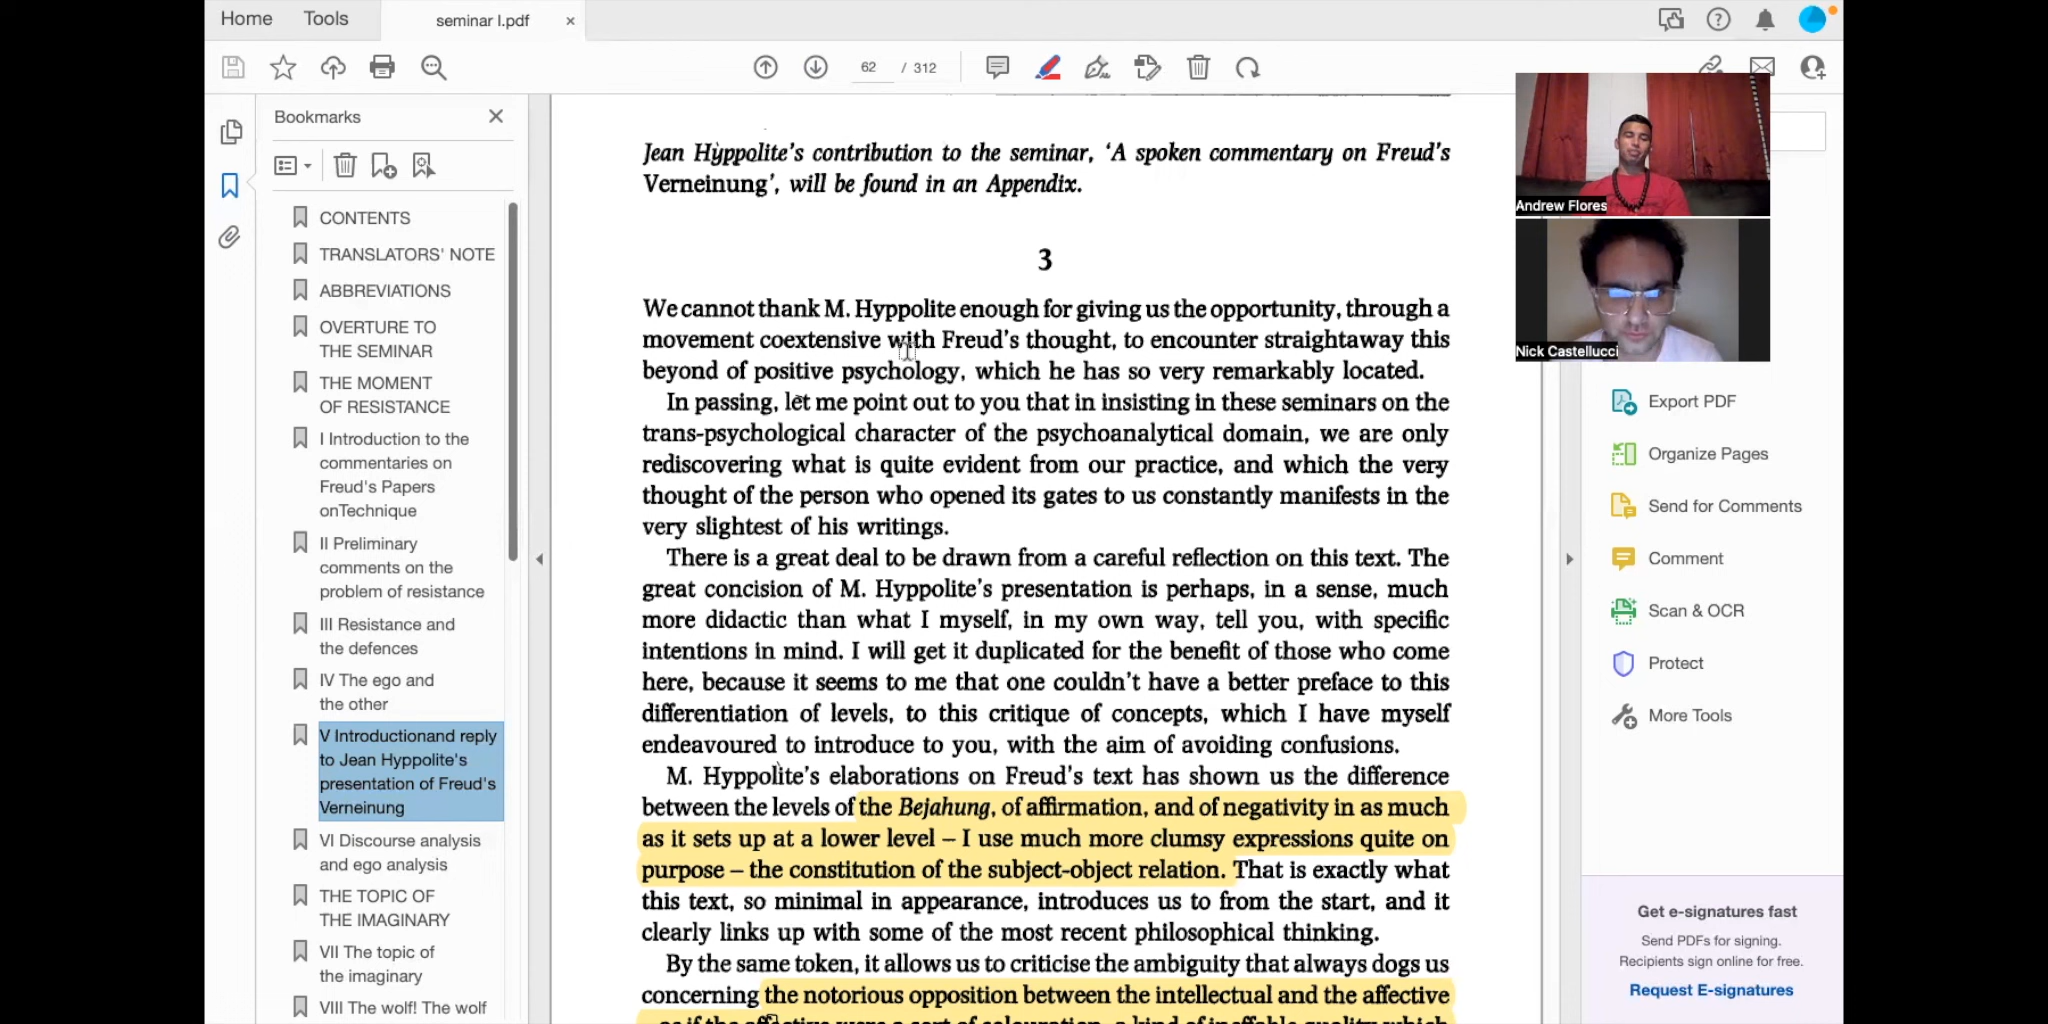 Home
Tools
seminar I.pdf
62 / 312
Bookmarks
CONTENTS
TRANSLATORS' NOTE
ABBREVIATIONS
OVERTURE TO
THE SEMINAR
THE MOMENT
OF RESISTANCE
I Introduction to the
commentaries on
Freud's Papers
onTechnique
II Preliminary
comments on the
problem of resistance
III Resistance and
the defences
IV The ego and
the other
V Introductionand reply
to Jean Hyppolite's
presentation of Freud's
Verneinung
VI Discourse analysis
and ego analysis
THE TOPIC OF
THE IMAGINARY
VII The topic of
the imaginary
VIII The wolf! The wolf
Jean Hyppolite's contribution to the seminar, 'A spoken commentary on Freud's
Verneinung', will be found in an Appendix.
3
We cannot thank M. Hyppolite enough for giving us the opportunity, through a
movement coextensive with Freud's thought, to encounter straightaway this
beyond of positive psychology, which he has so very remarkably located.
In passing, let me point out to you that in insisting in these seminars on the
trans-psychological character of the psychoanalytical domain, we are only
rediscovering what is quite evident from our practice, and which the very
thought of the person who opened its gates to us constantly manifests in the
very slightest of his writings.
There is a great deal to be drawn from a careful reflection on this text. The
great concision of M. Hyppolite's presentation is perhaps, in a sense, much
more didactic than what I myself, in my own way, tell you, with specific
intentions in mind. I will get it duplicated for the benefit of those who come
here, because it seems to me that one couldn't have a better preface to this
differentiation of levels, to this critique of concepts, which I have myself
endeavoured to introduce to you, with the aim of avoiding confusions.
M. Hyppolite's elaborations on Freud's text has shown us the difference
between the levels of the Bejahung, of affirmation, and of negativity in as much
as it sets up at a lower level – I use much more clumsy expressions quite on
purpose – the constitution of the subject-object relation. That is exactly what
this text, so minimal in appearance, introduces us to from the start, and it
clearly links up with some of the most recent philosophical thinking.
By the same token, it allows us to criticise the ambiguity that always dogs us
concerning the notorious opposition between the intellectual and the affective
– as if the affective were a sort of colouration, a kind of ineffable quality which
Andrew Flores
Nick Castellucci
Export PDF
Organize Pages
Send for Comments
Comment
Scan & OCR
Protect
More Tools
Get e-signatures fast
Send PDFs for signing.
Recipients sign online for free.
Request E-signatures